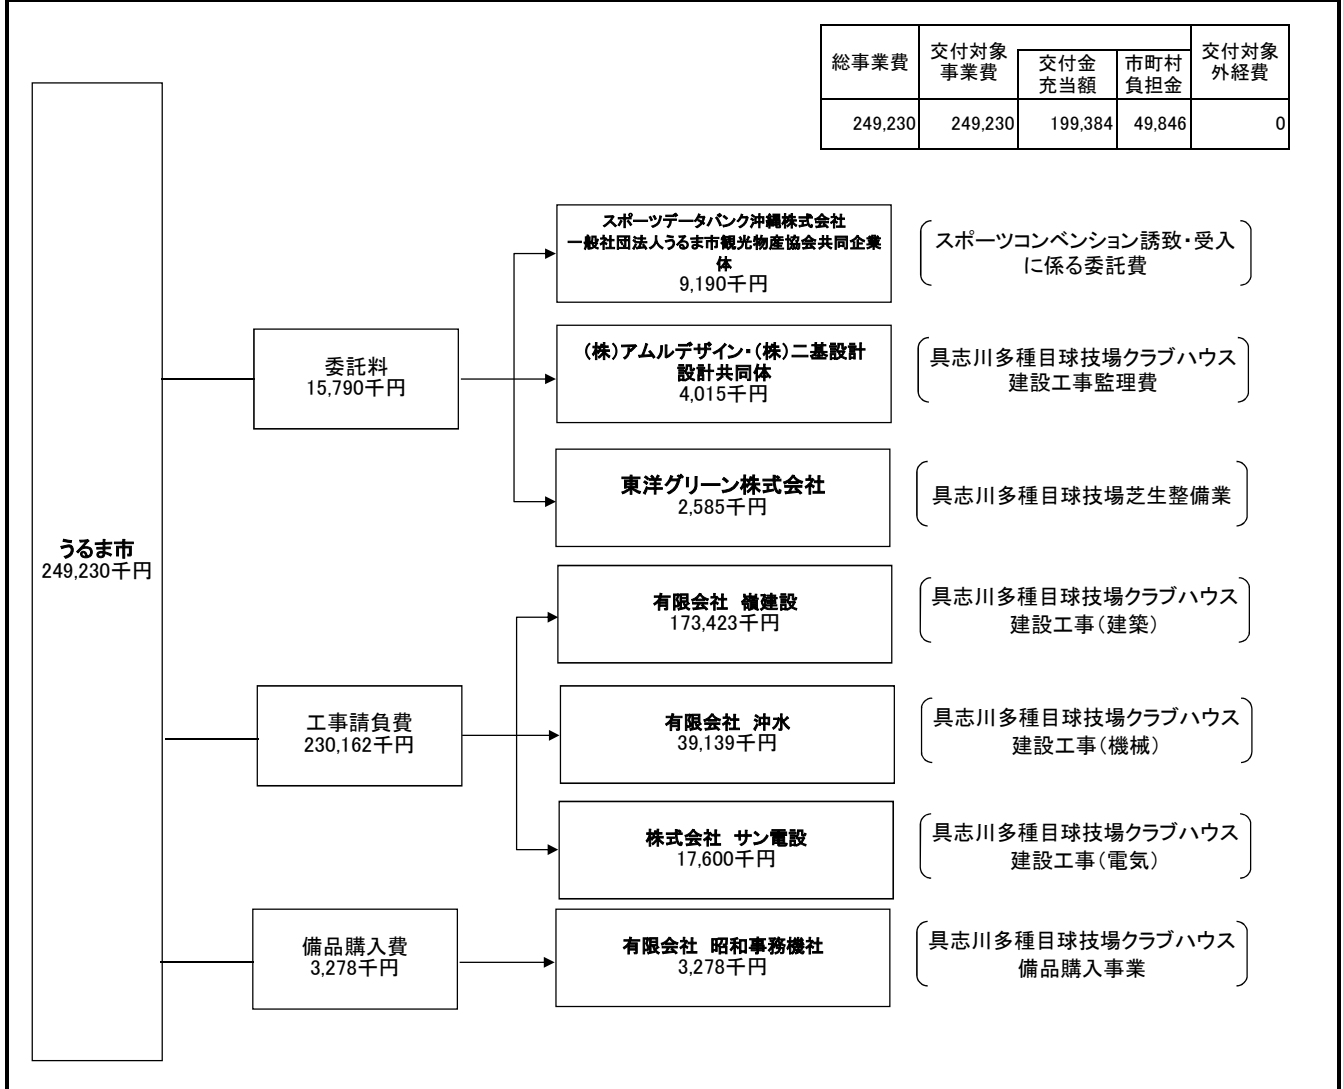 総事業費
交付対象
事業費
交付金
充当額
市町村
負担金
交付対象
外経費
249,230
249,230
199,384
49,846
0
うるま市
249,230千円
委託料
15,790千円
スポーツデータバンク沖縄株式会社
一般社団法人うるま市観光物産協会共同企業
体
9,190千円
スポーツコンベンション誘致・受入
に係る委託費
(株)アムルデザイン・(株)二基設計
設計共同体
4,015千円
具志川多種目球技場クラブハウス
建設工事監理費
東洋グリーン株式会社
2,585千円
具志川多種目球技場芝生整備業
工事請負費
230,162千円
有限会社 嶺建設
173,423千円
具志川多種目球技場クラブハウス
建設工事(建築)
有限会社 沖水
39,139千円
具志川多種目球技場クラブハウス
建設工事(機械)
株式会社 サン電設
17,600千円
具志川多種目球技場クラブハウス
建設工事(電気)
備品購入費
3,278千円
有限会社 昭和事務機社
3,278千円
具志川多種目球技場クラブハウス
備品購入事業